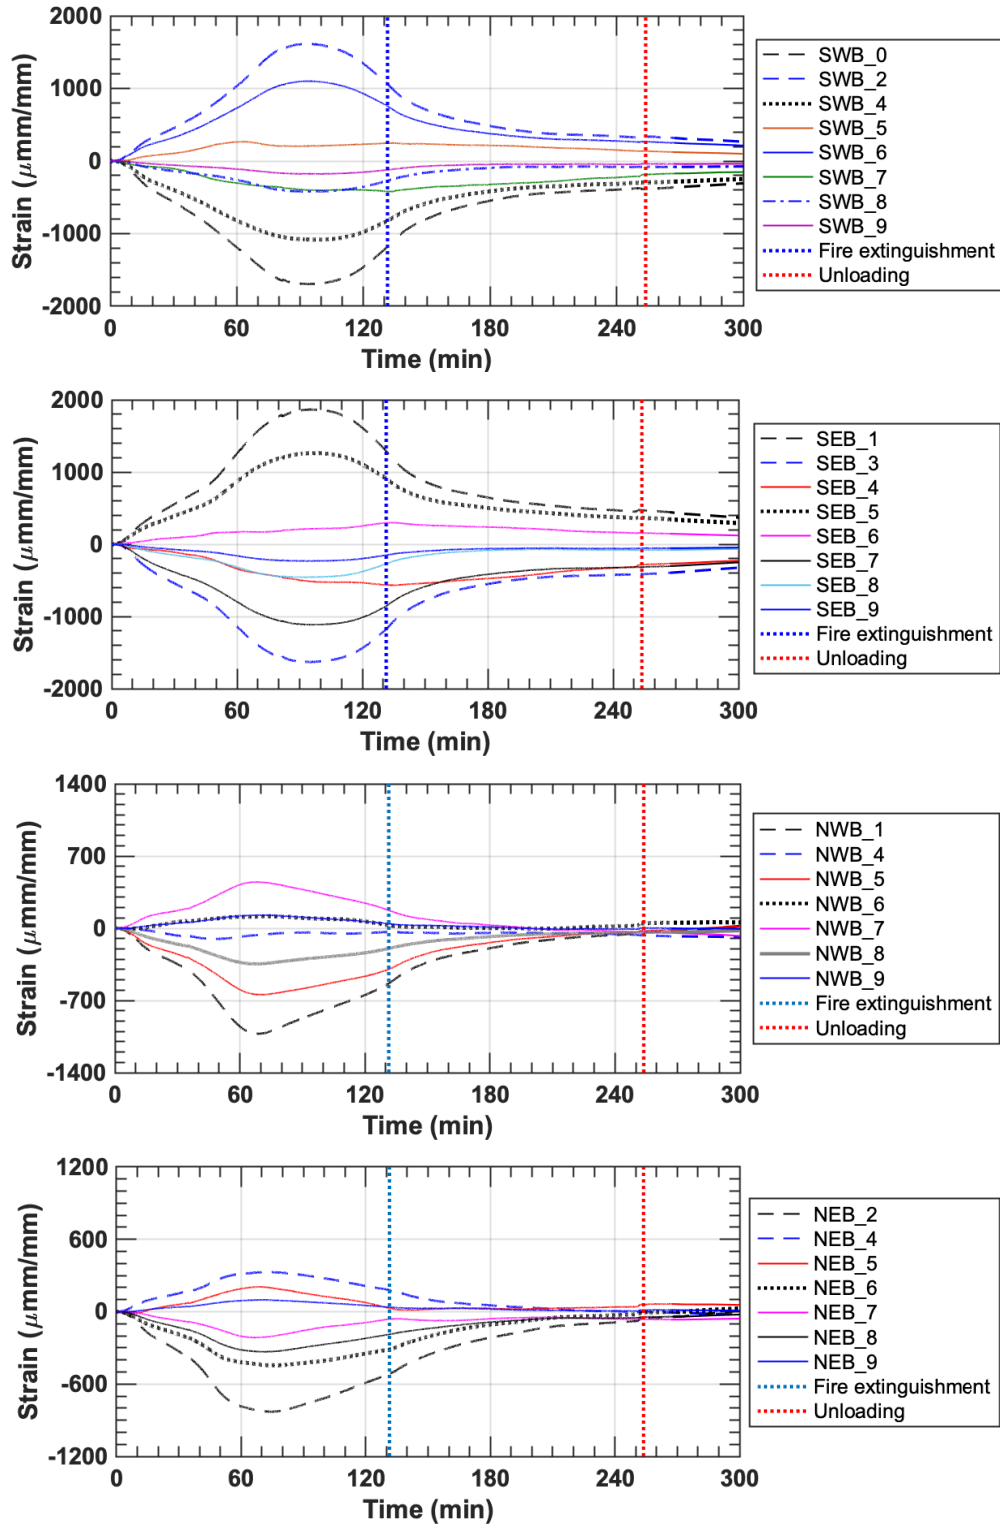 2000
1000
0
-1000
-2000
Strain (μmm/mm)
0 60 120 180 240 300
Time (min)
SWB_0
SWB_2
SWB_4
SWB_5
SWB_6
SWB_7
SWB_8
SWB_9
Fire extinguishment
Unloading
2000
1000
0
-1000
-2000
Strain (μmm/mm)
0 60 120 180 240 300
Time (min)
SEB_1
SEB_3
SEB_4
SEB_5
SEB_6
SEB_7
SEB_8
SEB_9
Fire extinguishment
Unloading
1400
700
0
-700
-1400
Strain (μmm/mm)
0 60 120 180 240 300
Time (min)
NWB_1
NWB_4
NWB_5
NWB_6
NWB_7
NWB_8
NWB_9
Fire extinguishment
Unloading
1200
600
0
-600
-1200
Strain (μmm/mm)
0 60 120 180 240 300
Time (min)
NEB_2
NEB_4
NEB_5
NEB_6
NEB_7
NEB_8
NEB_9
Fire extinguishment
Unloading